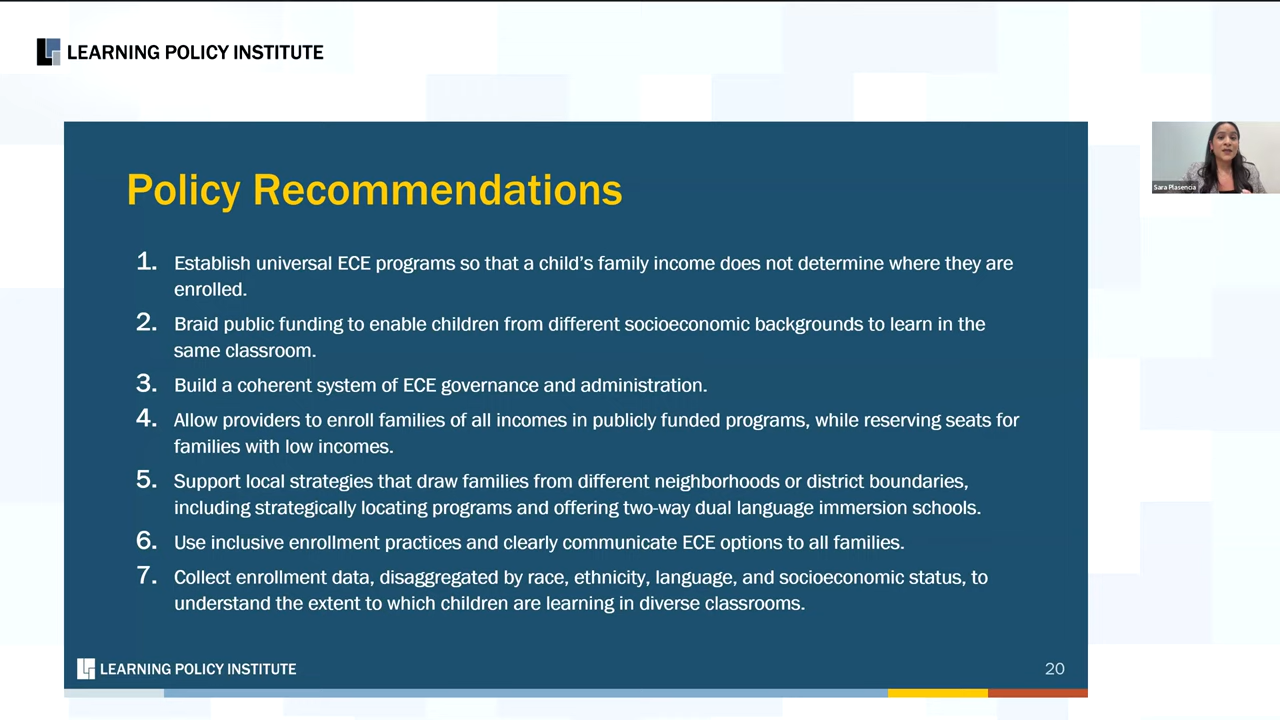 LEARNING POLICY INSTITUTE
Policy Recommendations
1. Establish universal ECE programs so that a child’s family income does not determine where they are
enrolled.
2. Braid public funding to enable children from different socioeconomic backgrounds to learn in the
same classroom.
3. Build a coherent system of ECE governance and administration.
4. Allow providers to enroll families of all incomes in publicly funded programs, while reserving seats for
families with low incomes.
5. Support local strategies that draw families from different neighborhoods or district boundaries,
including strategically locating programs and offering two-way dual language immersion schools.
6. Use inclusive enrollment practices and clearly communicate ECE options to all families.
7. Collect enrollment data, disaggregated by race, ethnicity, language, and socioeconomic status, to
understand the extent to which children are learning in diverse classrooms.
LEARNING POLICY INSTITUTE
20
Sara Plasencia